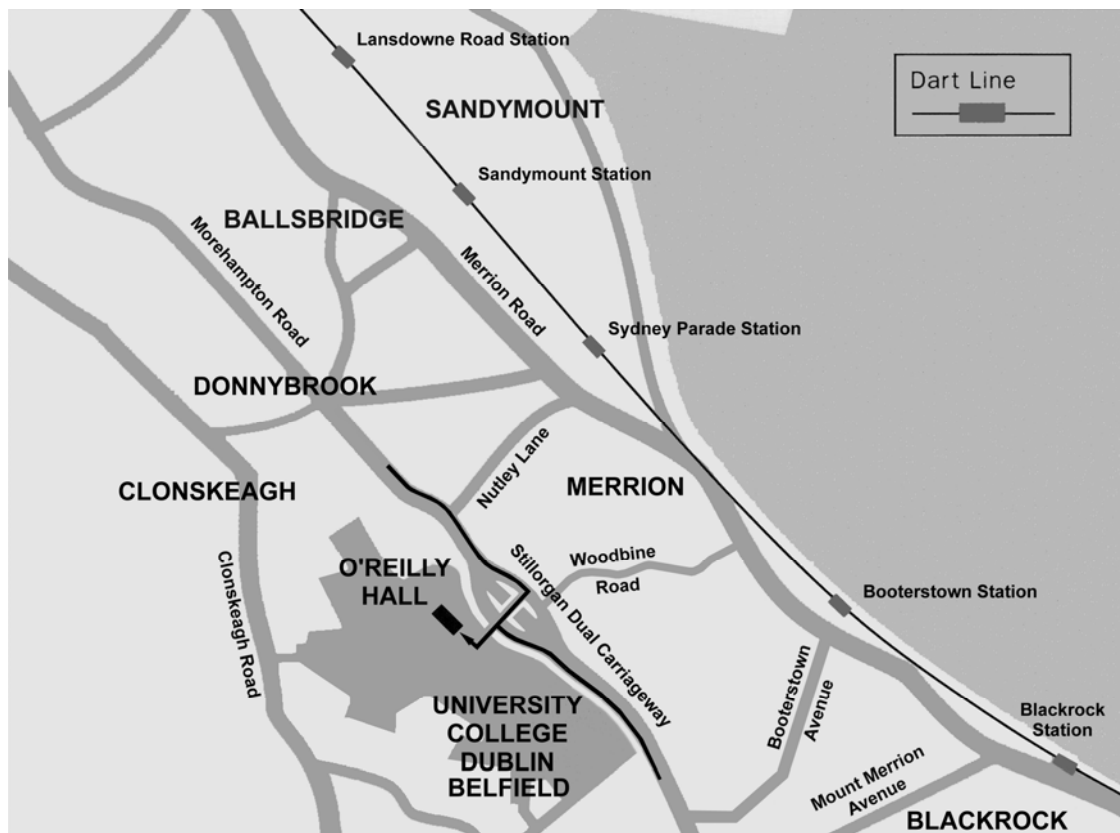 Lansdowne Road Station
Dart Line
SANDYMOUNT
Sandymount Station
BALLSBRIDGE
Morehampton Road
Merrion Road
Sydney Parade Station
DONNYBROOK
Nutley Lane
CLONSKEAGH
MERRION
O'REILLY
HALL
Stillorgan Dual Carriageway
Woodbine
Road
Clonskeagh Road
Booterstown Station
UNIVERSITY
COLLEGE
DUBLIN
BELFIELD
Booterstown
Avenue
Blackrock
Station
Mount Merrion
Avenue
BLACKROCK